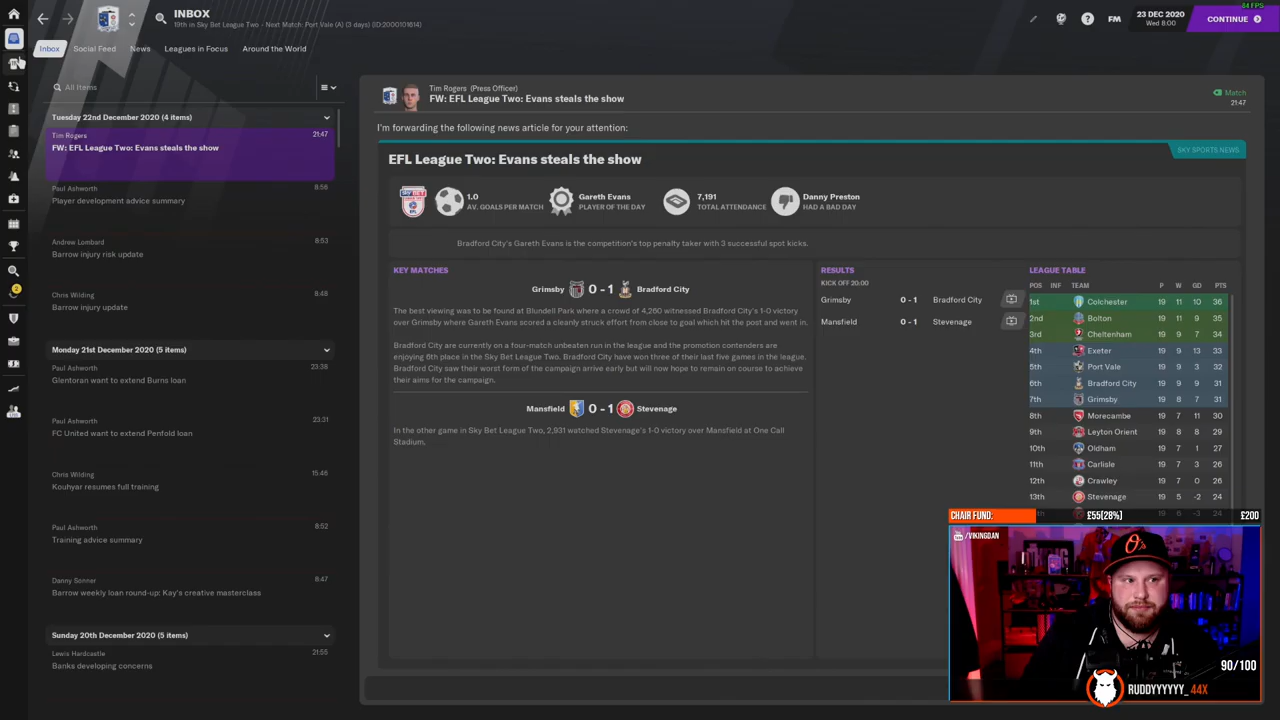 44 FPS
INBOX
19th in Sky Bet League Two - Next Match: Port Vale (A) (3 days) (ID:2000101614)
FM
23 DEC 2020
Wed 8:00
CONTINUE
Inbox
Social Feed
News
Leagues in Focus
Around the World
All Items
Tuesday 22nd December 2020 (4 items)
Tim Rogers 21:47
FW: EFL League Two: Evans steals the show
Paul Ashworth 8:56
Player development advice summary
Andrew Lombard 8:53
Barrow injury risk update
Chris Wilding 8:48
Barrow injury update
Monday 21st December 2020 (5 items)
Paul Ashworth 23:38
Glentoran want to extend Burns loan
Paul Ashworth 23:31
FC United want to extend Penfold loan
Chris Wilding 15:46
Kouhyar resumes full training
Paul Ashworth 8:52
Training advice summary
Danny Sonner 8:47
Barrow weekly loan round-up: Kay's creative masterclass
Sunday 20th December 2020 (5 items)
Lewis Hardcastle 21:55
Banks developing concerns
Tim Rogers (Press Officer)
FW: EFL League Two: Evans steals the show
Match
21:47
I'm forwarding the following news article for your attention:
EFL League Two: Evans steals the show
SKY SPORTS NEWS
1.0
AV. GOALS PER MATCH
Gareth Evans
PLAYER OF THE DAY
7,191
TOTAL ATTENDANCE
Danny Preston
HAD A BAD DAY
Bradford City's Gareth Evans is the competition's top penalty taker with 3 successful spot kicks.
KEY MATCHES
Grimsby 0 - 1 Bradford City
The best viewing was to be found at Blundell Park where a crowd of 4,260 witnessed Bradford City's 1-0 victory
over Grimsby where Gareth Evans scored a cleanly struck effort from close to goal which hit the post and went in.
Bradford City are currently on a four-match unbeaten run in the league and the promotion contenders are
enjoying 6th place in the Sky Bet League Two. Bradford City have won three of their last five games in the league.
Bradford City saw their worst form of the campaign arrive early but will now hope to remain on course to achieve
their aims for the campaign.
Mansfield 0 - 1 Stevenage
In the other game in Sky Bet League Two, 2,931 watched Stevenage's 1-0 victory over Mansfield at One Call
Stadium,
RESULTS
KICK OFF 20:00
Grimsby 0 - 1 Bradford City
Mansfield 0 - 1 Stevenage
LEAGUE TABLE
POS INF TEAM P W GD PTS
1st Colchester 19 11 10 36
2nd Bolton 19 11 9 35
3rd Cheltenham 19 9 7 34
4th Exeter 19 9 13 33
5th Port Vale 19 9 3 32
6th Bradford City 19 9 9 31
7th Grimsby 19 8 7 31
8th Morecambe 19 7 11 30
9th Leyton Orient 19 8 8 29
10th Oldham 19 7 1 27
11th Carlisle 19 7 3 26
12th Crawley 19 7 0 26
13th Stevenage 19 5 -2 24
19 6 -3 24
CHAIR FUND: £55(28%) £200
/VIKINGDAN
90/100
RUDDYYYYYY_ 44X